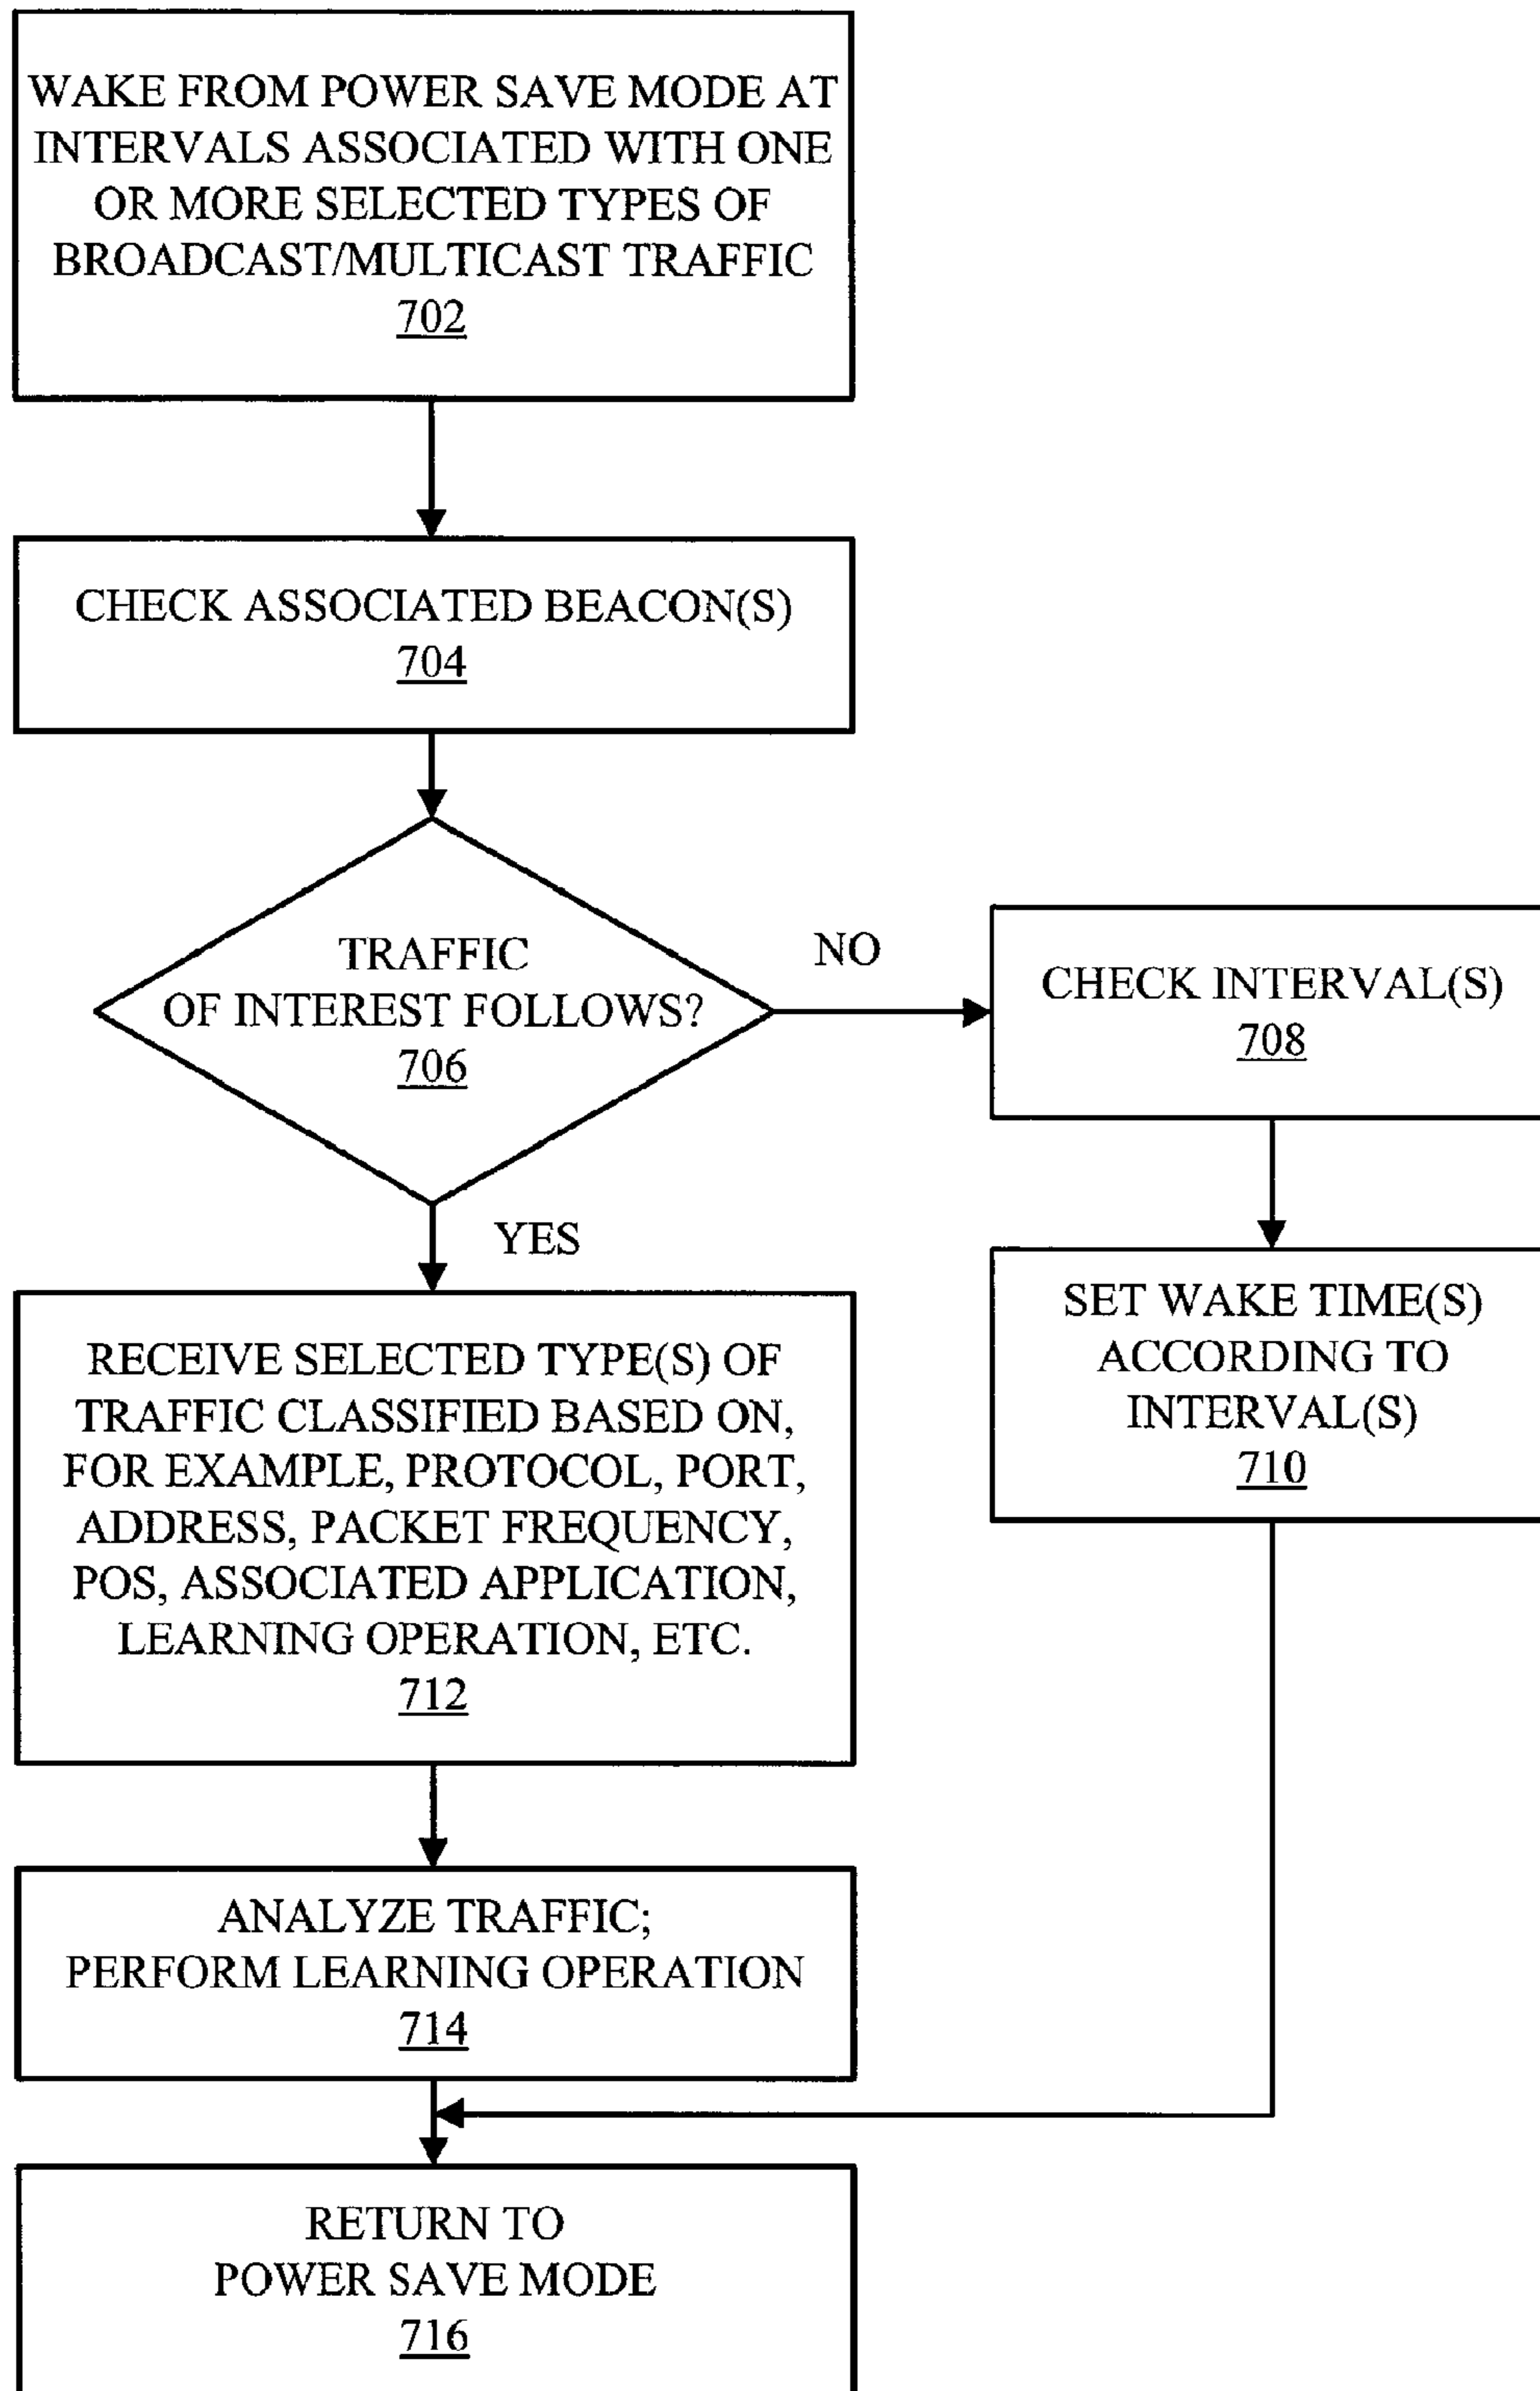 WAKE FROM POWER SAVE MODE AT
INTERVALS ASSOCIATED WITH ONE
OR MORE SELECTED TYPES OF
BROADCAST/MULTICAST TRAFFIC
702
CHECK ASSOCIATED BEACON(S)
704
TRAFFIC
OF INTEREST FOLLOWS?
706
NO
CHECK INTERVAL(S)
708
SET WAKE TIME(S)
ACCORDING TO
INTERVAL(S)
710
YES
RECEIVE SELECTED TYPE(S) OF
TRAFFIC CLASSIFIED BASED ON,
FOR EXAMPLE, PROTOCOL, PORT,
ADDRESS, PACKET FREQUENCY,
POS, ASSOCIATED APPLICATION,
LEARNING OPERATION, ETC.
712
ANALYZE TRAFFIC;
PERFORM LEARNING OPERATION
714
RETURN TO
POWER SAVE MODE
716